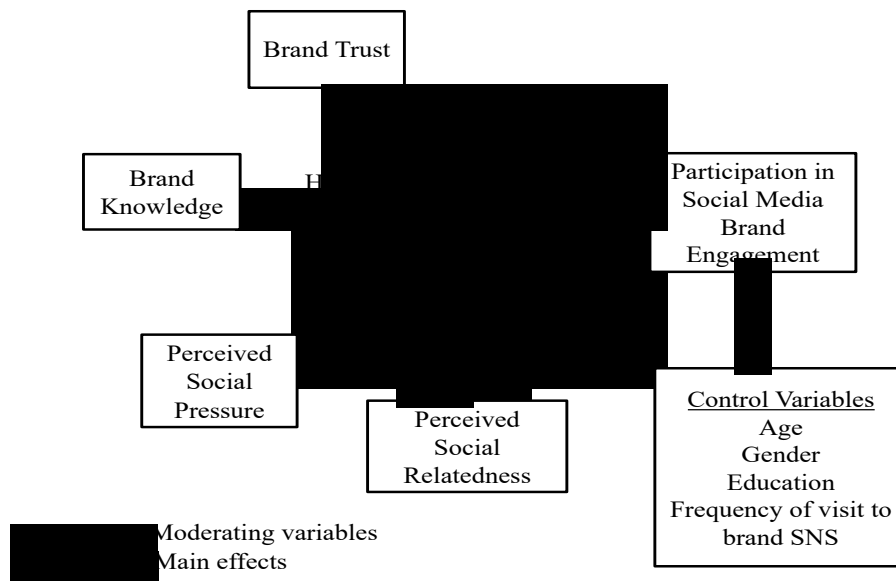 Brand Trust
Brand
Knowledge
H
Participation in
Social Media
Brand
Engagement
Perceived
Social
Pressure
Perceived
Social
Relatedness
Control Variables
Age
Gender
Education
Frequency of visit to
brand SNS
Moderating variables
Main effects